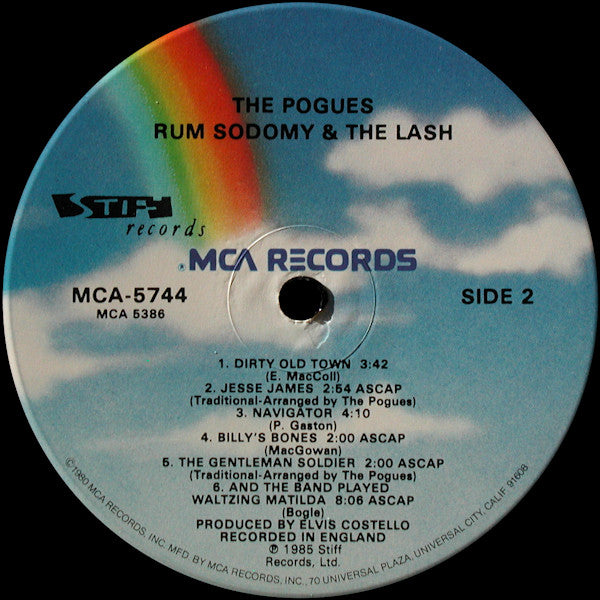 THE POGUES
RUM SODOMY & THE LASH
STIFF
records
MCA RECORDS
MCA-5744
MCA 5386
SIDE 2
1. DIRTY OLD TOWN 3:42
(E. MacColl)
2. JESSE JAMES 2:54 ASCAP
(Traditional-Arranged by The Pogues)
3. NAVIGATOR 4:10
(P. Gaston)
4. BILLY'S BONES 2:00 ASCAP
(MacGowan)
5. THE GENTLEMAN SOLDIER 2:00 ASCAP
(Traditional-Arranged by The Pogues)
6. AND THE BAND PLAYED
WALTZING MATILDA 8:06 ASCAP
(Bogle)
PRODUCED BY ELVIS COSTELLO
RECORDED IN ENGLAND
℗ 1985 Stiff
Records, Ltd.
©1980 MCA RECORDS, INC. MFD BY MCA RECORDS, INC., 70 UNIVERSAL PLAZA, UNIVERSAL CITY, CALIF. 91608